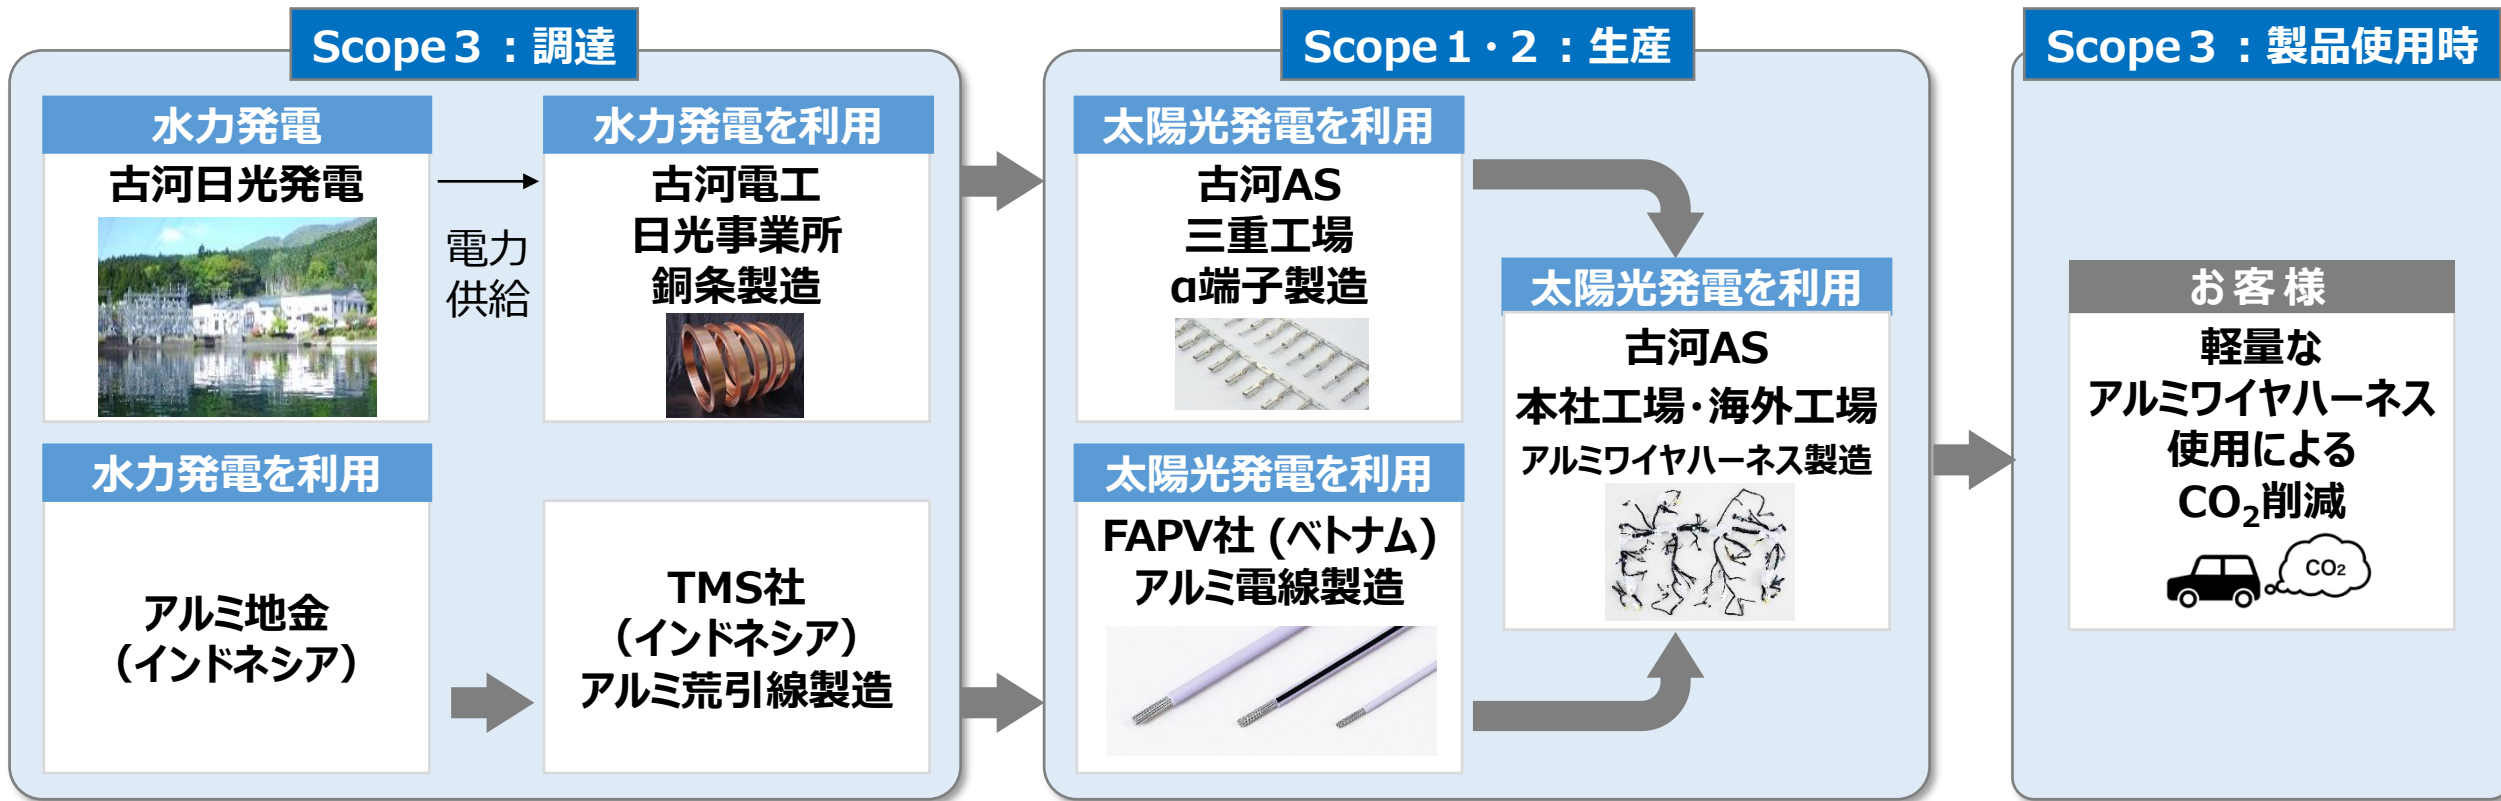 Scope3：調達
水力発電
古河日光発電
電力
供給
水力発電を利用
古河電工
日光事業所
銅条製造
水力発電を利用
アルミ地金
（インドネシア）
TMS社
（インドネシア）
アルミ荒引線製造
Scope1・2：生産
太陽光発電を利用
古河AS
三重工場
α端子製造
太陽光発電を利用
FAPV社 (ベトナム)
アルミ電線製造
太陽光発電を利用
古河AS
本社工場・海外工場
アルミワイヤハーネス製造
Scope3：製品使用時
お客様
軽量な
アルミワイヤハーネス
使用による
CO₂削減
CO₂